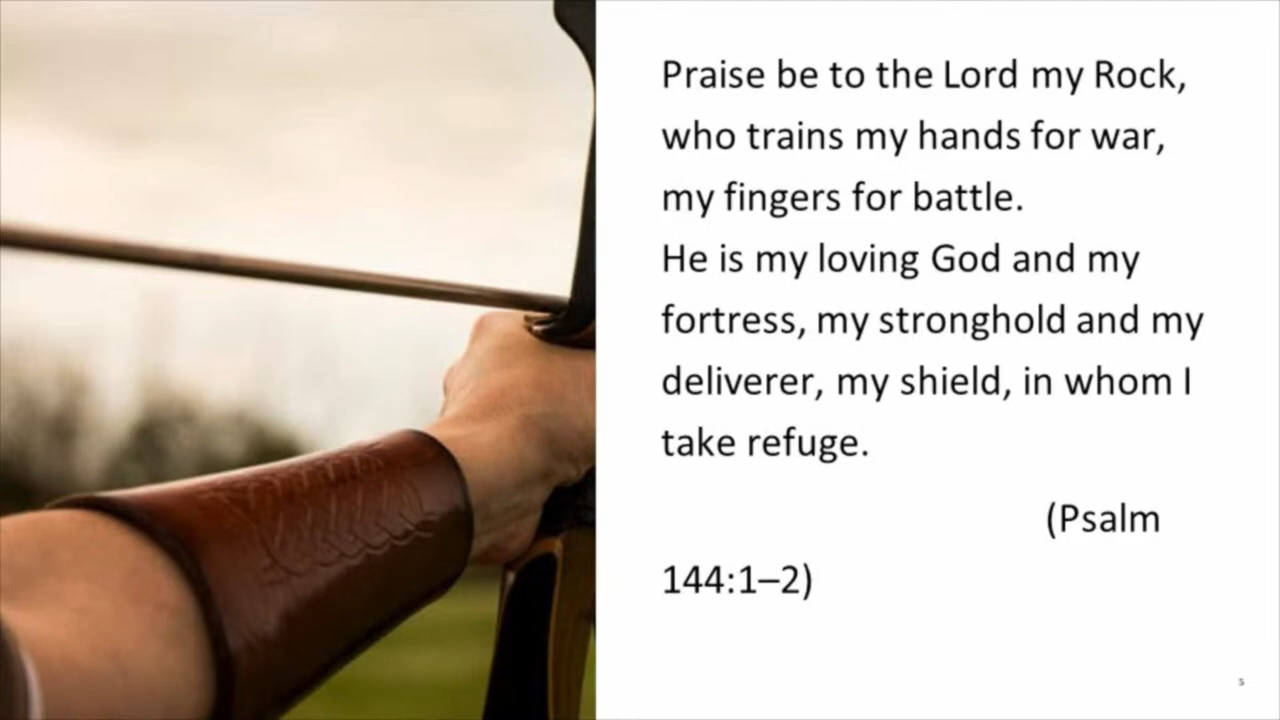 Praise be to the Lord my Rock,
who trains my hands for war,
my fingers for battle.
He is my loving God and my
fortress, my stronghold and my
deliverer, my shield, in whom I
take refuge.
(Psalm
144:1–2)
5